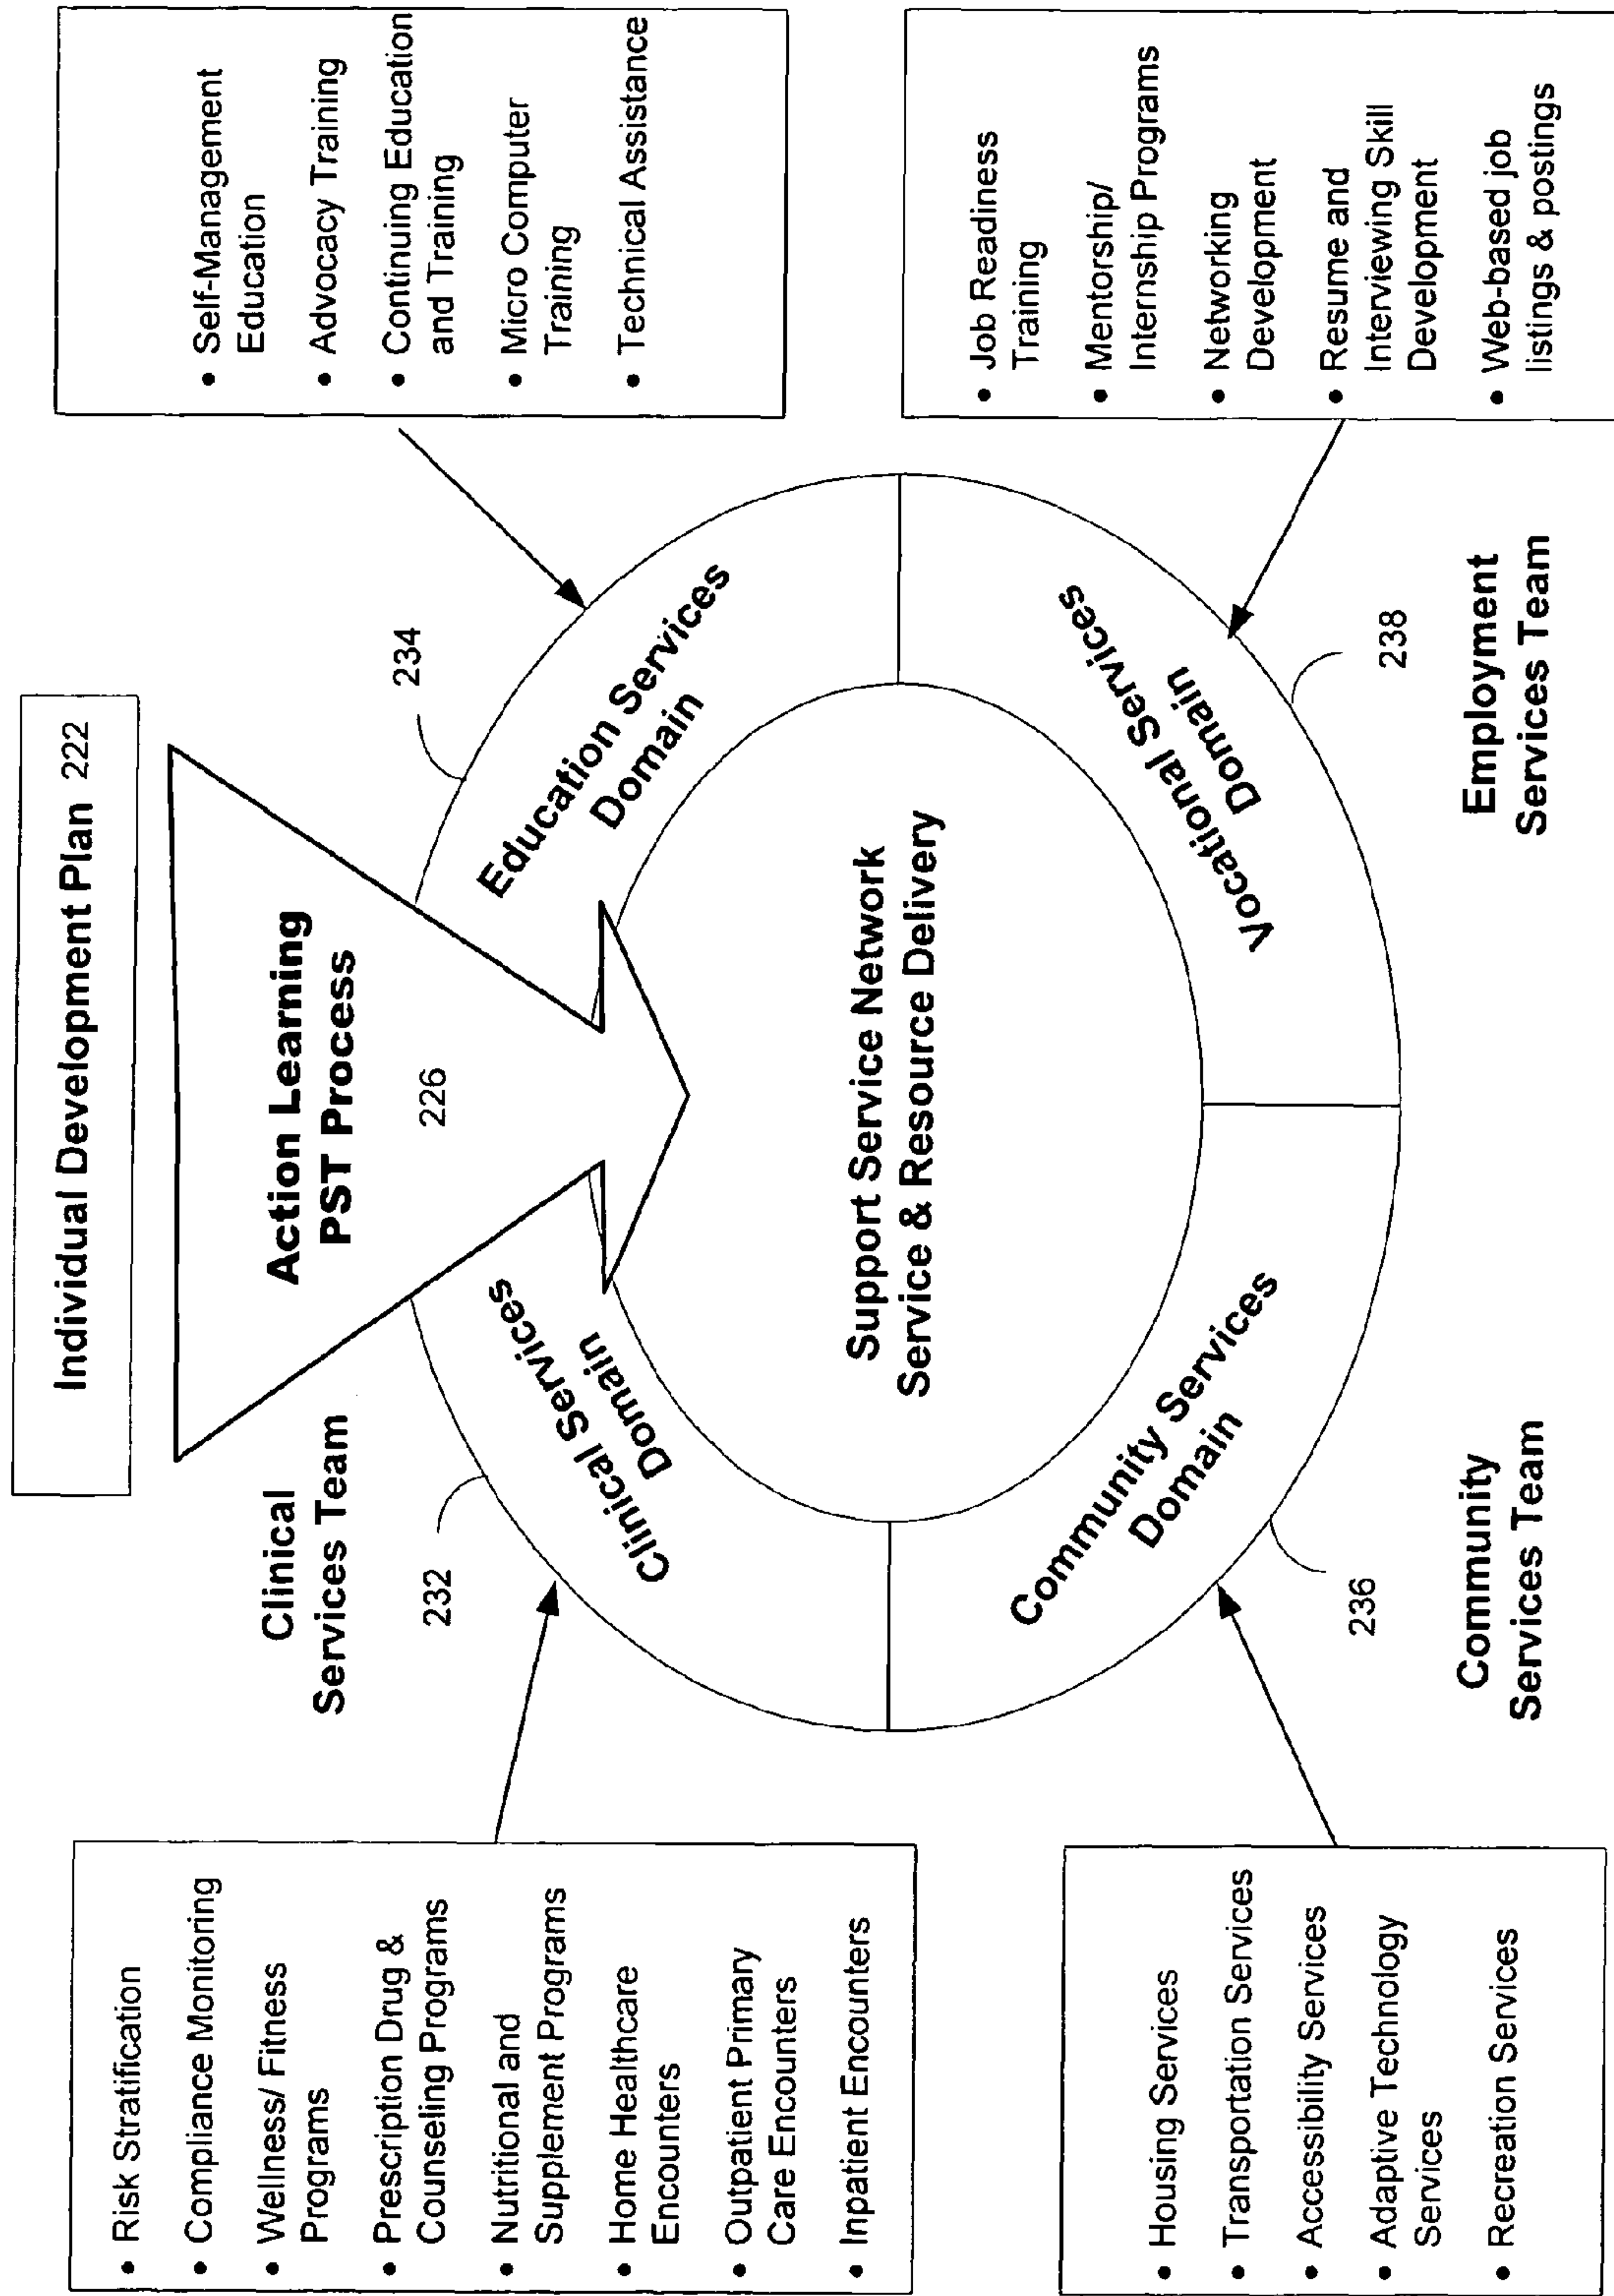 Individual Development Plan 222
Action Learning
PST Process
226
Clinical
Services Team
232
234
• Risk Stratification
• Compliance Monitoring
• Wellness/ Fitness
Programs
• Prescription Drug &
Counseling Programs
• Nutritional and
Supplement Programs
• Home Healthcare
Encounters
• Outpatient Primary
Care Encounters
• Inpatient Encounters
Clinical Services
Domain
Education Services
Domain
• Self-Management
Education
• Advocacy Training
• Continuing Education
and Training
• Micro Computer
Training
• Technical Assistance
Support Service Network
Service & Resource Delivery
• Housing Services
• Transportation Services
• Accessibility Services
• Adaptive Technology
Services
• Recreation Services
Community Services
Domain
Vocational Services
Domain
• Job Readiness
Training
• Mentorship/
Internship Programs
• Networking
Development
• Resume and
Interviewing Skill
Development
• Web-based job
listings & postings
236
238
Community
Services Team
Employment
Services Team